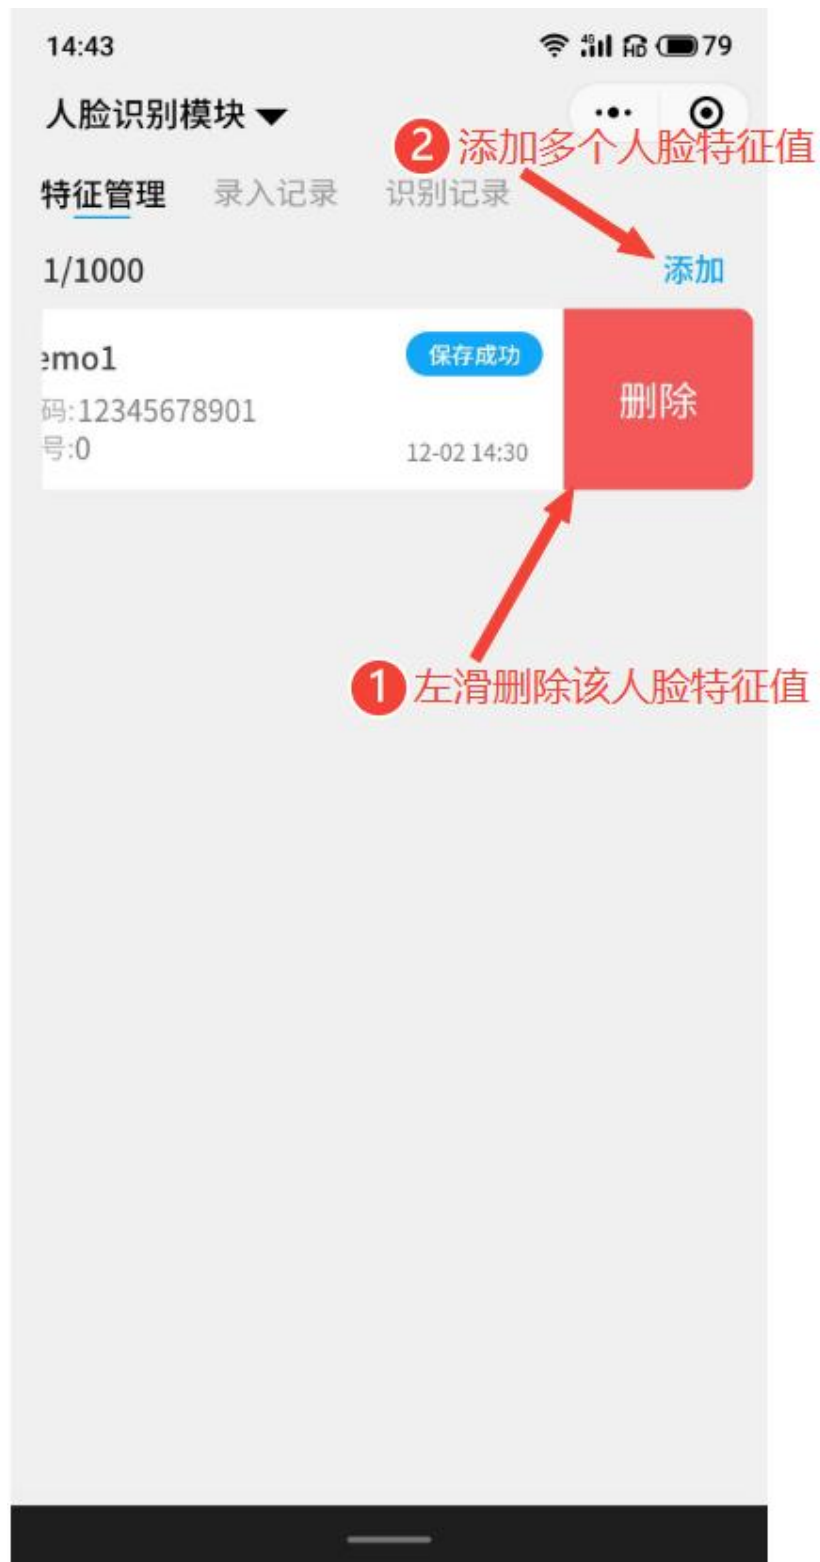 14:43 4G HD 79
人脸识别模块
2 添加多个人脸特征值
特征管理 录入记录 识别记录
1/1000 添加
emo1 保存成功
码:12345678901 删除
号:0 12-02 14:30
1 左滑删除该人脸特征值